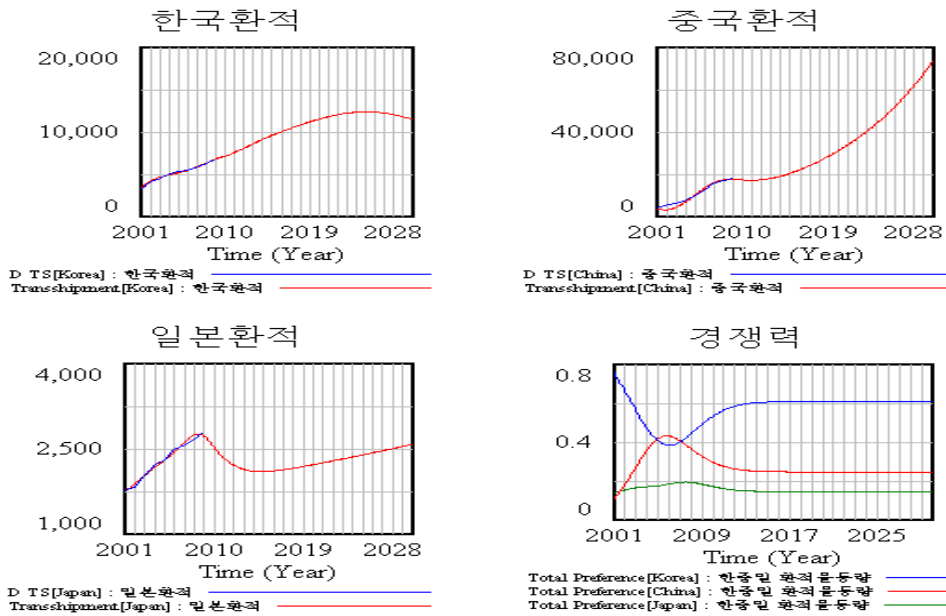 한국환적
20,000
10,000
0
2001 2010 2019 2028
Time (Year)
D TS[Korea] : 한국환적
Transshipment[Korea] : 한국환적
중국환적
80,000
40,000
0
2001 2010 2019 2028
Time (Year)
D TS[China] : 중국환적
Transshipment[China] : 중국환적
일본환적
4,000
2,500
1,000
2001 2010 2019 2028
Time (Year)
D TS[Japan] : 일본환적
Transshipment[Japan] : 일본환적
경쟁력
0.8
0.4
0
2001 2009 2017 2025
Time (Year)
Total Preference[Korea] : 한중일 환적물동량
Total Preference[China] : 한중일 환적물동량
Total Preference[Japan] : 한중일 환적물동량